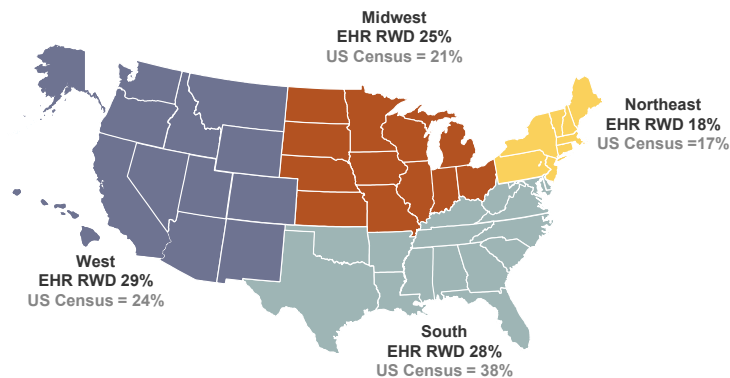 Midwest
EHR RWD 25%
US Census = 21%
Northeast
EHR RWD 18%
US Census =17%
West
EHR RWD 29%
US Census = 24%
South
EHR RWD 28%
US Census = 38%